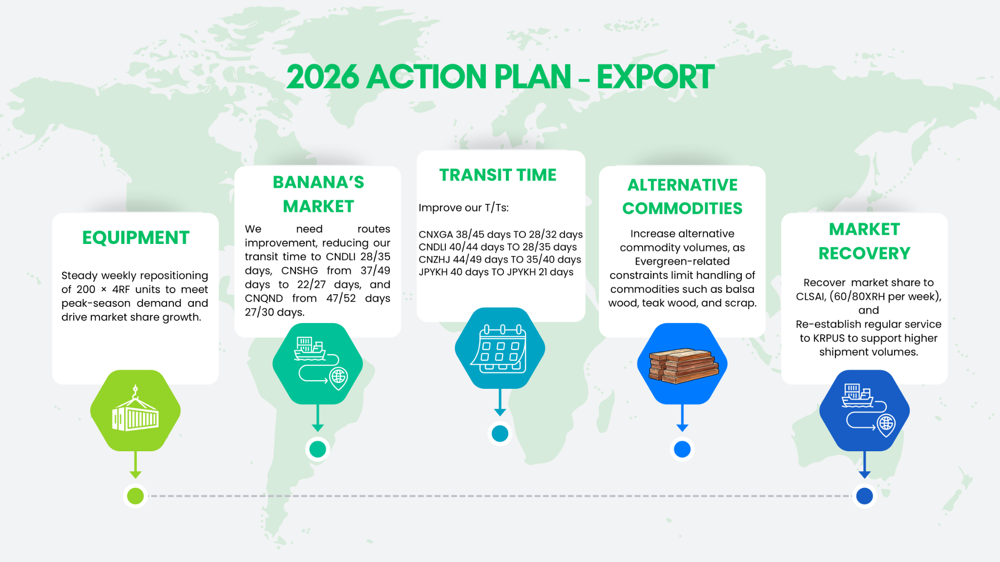 2026 ACTION PLAN - EXPORT
EQUIPMENT
Steady weekly repositioning
of 200 × 4RF units to meet
peak-season demand and
drive market share growth.
BANANA’S
MARKET
We need routes
improvement, reducing our
transit time to CNDLI 28/35
days, CNSHG from 37/49
days to 22/27 days, and
CNQND from 47/52 days
27/30 days.
TRANSIT TIME
Improve our T/Ts:
CNXGA 38/45 days TO 28/32 days
CNDLI 40/44 days TO 28/35 days
CNZHJ 44/49 days TO 35/40 days
JPYKH 40 days TO JPYKH 21 days
ALTERNATIVE
COMMODITIES
Increase alternative
commodity volumes, as
Evergreen-related
constraints limit handling of
commodities such as balsa
wood, teak wood, and scrap.
MARKET
RECOVERY
Recover market share to
CLSAI, (60/80XRH per week),
and
Re-establish regular service
to KRPUS to support higher
shipment volumes.